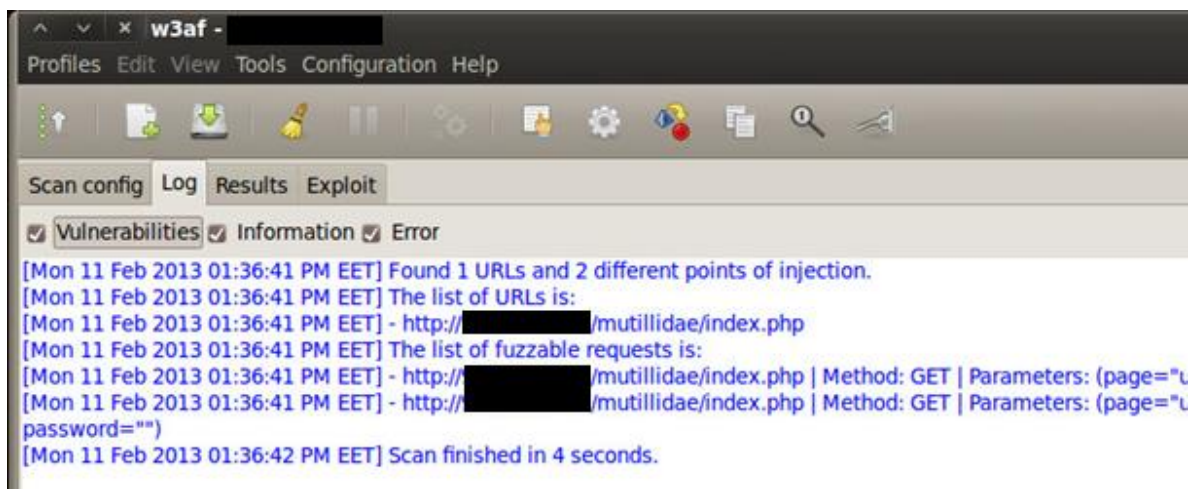 w3af -
Profiles Edit View Tools Configuration Help
Scan config Log Results Exploit
Vulnerabilities Information Error
[Mon 11 Feb 2013 01:36:41 PM EET] Found 1 URLs and 2 different points of injection.
[Mon 11 Feb 2013 01:36:41 PM EET] The list of URLs is:
[Mon 11 Feb 2013 01:36:41 PM EET] - http:// /mutillidae/index.php
[Mon 11 Feb 2013 01:36:41 PM EET] The list of fuzzable requests is:
[Mon 11 Feb 2013 01:36:41 PM EET] - http:// /mutillidae/index.php | Method: GET | Parameters: (page="u
[Mon 11 Feb 2013 01:36:41 PM EET] - http:// /mutillidae/index.php | Method: GET | Parameters: (page="u
password="")
[Mon 11 Feb 2013 01:36:42 PM EET] Scan finished in 4 seconds.